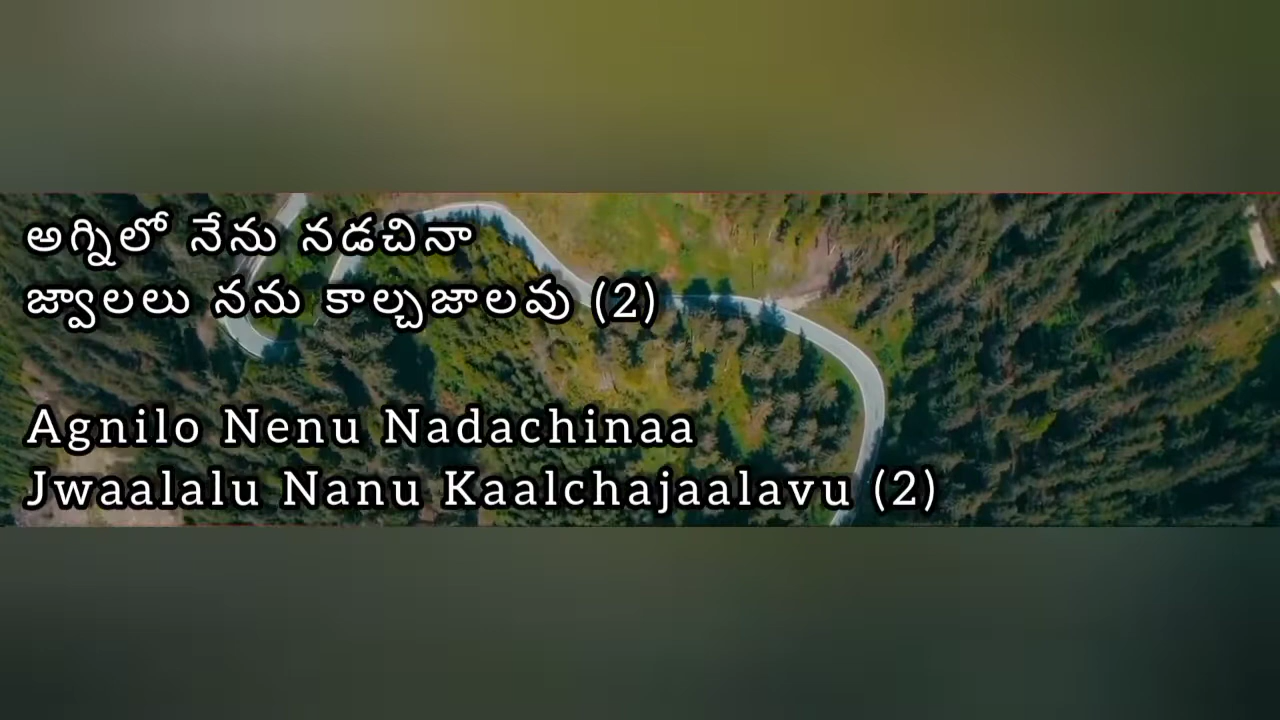 అగ్నిలో నేను నడచినా
జ్వాలలు నను కాల్చజాలవు (2)
Agnilo Nenu Nadachinaa
Jwaalalu Nanu Kaalchajaalavu (2)